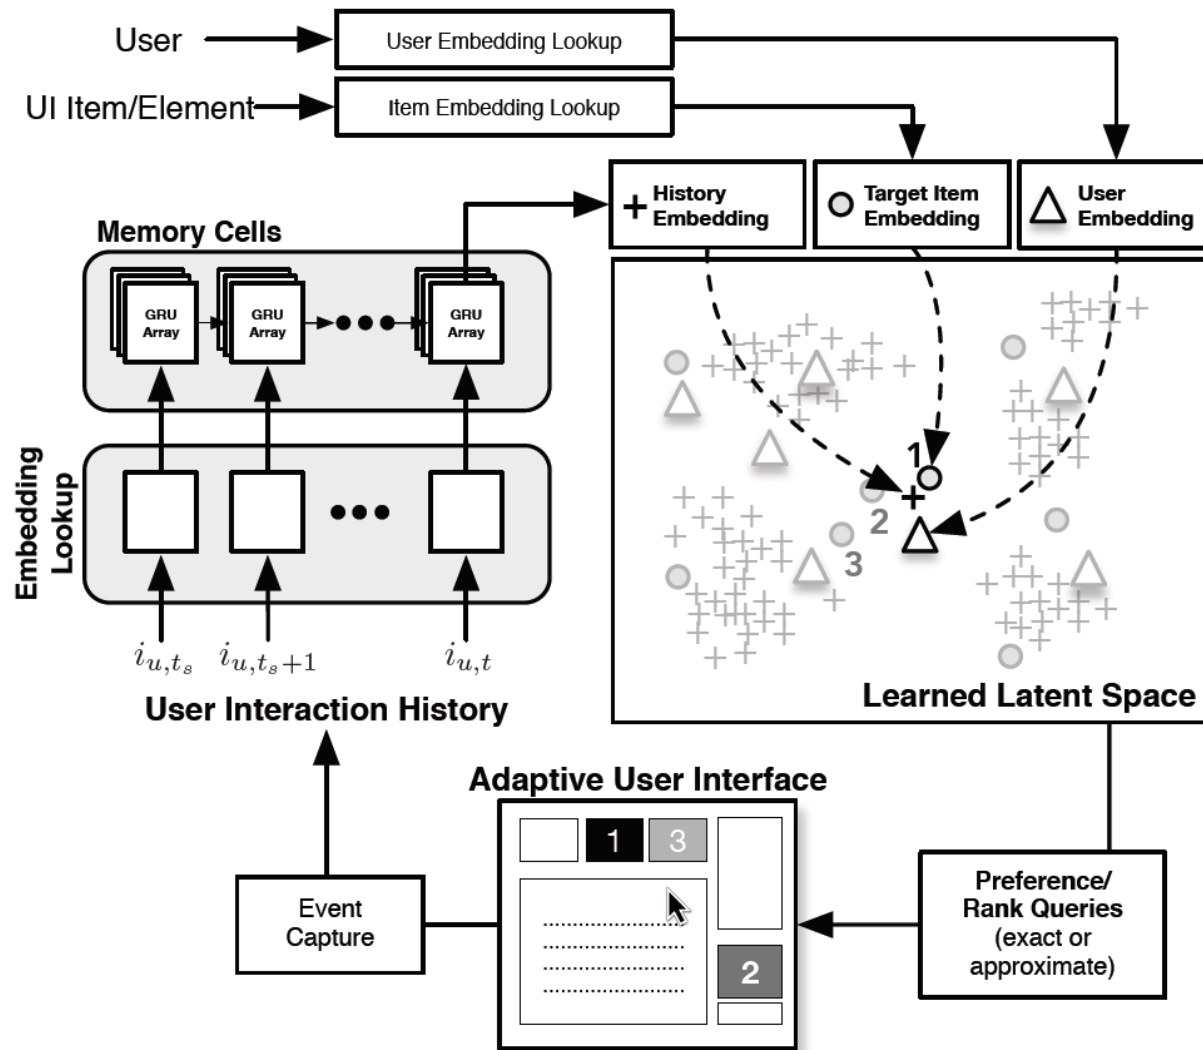 User
User Embedding Lookup
UI Item/Element
Item Embedding Lookup
+ History
Embedding
Target Item
Embedding
User
Embedding
Memory Cells
GRU
Array
GRU
Array
GRU
Array
Embedding
Lookup
i_{u,t_s}
i_{u,t_s+1}
i_{u,t}
User Interaction History
1
2
3
Learned Latent Space
Adaptive User Interface
1
3
2
Event
Capture
Preference/
Rank Queries
(exact or
approximate)